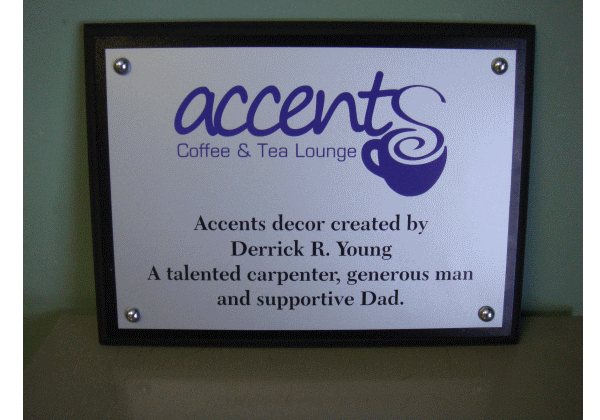 accents
Coffee & Tea Lounge
Accents decor created by
Derrick R. Young
A talented carpenter, generous man
and supportive Dad.